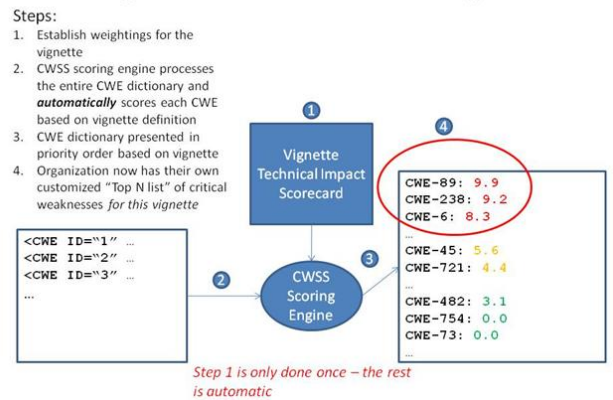 Steps:
1. Establish weightings for the
vignette
2. CWSS scoring engine processes
the entire CWE dictionary and
automatically scores each CWE
based on vignette definition
3. CWE dictionary presented in
priority order based on vignette
4. Organization now has their own
customized “Top N list” of critical
weaknesses for this vignette
1
Vignette
Technical Impact
Scorecard
4
CWE-89: 9.9
CWE-238: 9.2
CWE-6: 8.3
…
CWE-45: 5.6
CWE-721: 4.4
…
CWE-482: 3.1
CWE-754: 0.0
CWE-73: 0.0
…
<CWE ID=“1” …
<CWE ID=“2” …
<CWE ID=“3” …
…
2
CWSS
Scoring
Engine
3
Step 1 is only done once – the rest
is automatic